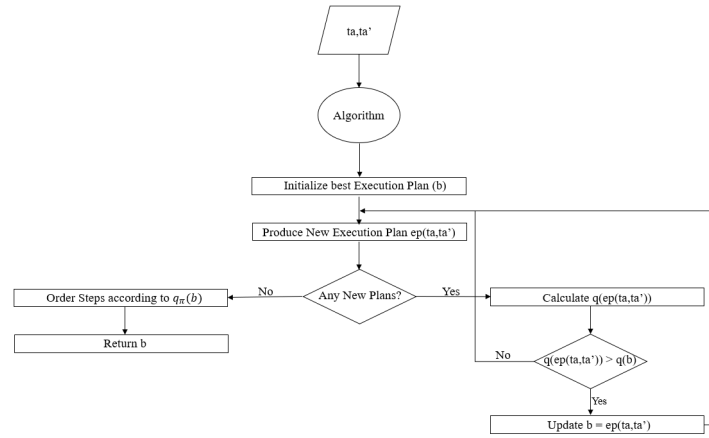 ta,ta’
Algorithm
Initialize best Execution Plan (b)
Produce New Execution Plan ep(ta,ta’)
Any New Plans?
No
Yes
Order Steps according to qπ(b)
Return b
Calculate q(ep(ta,ta’))
q(ep(ta,ta’)) > q(b)
No
Yes
Update b = ep(ta,ta’)